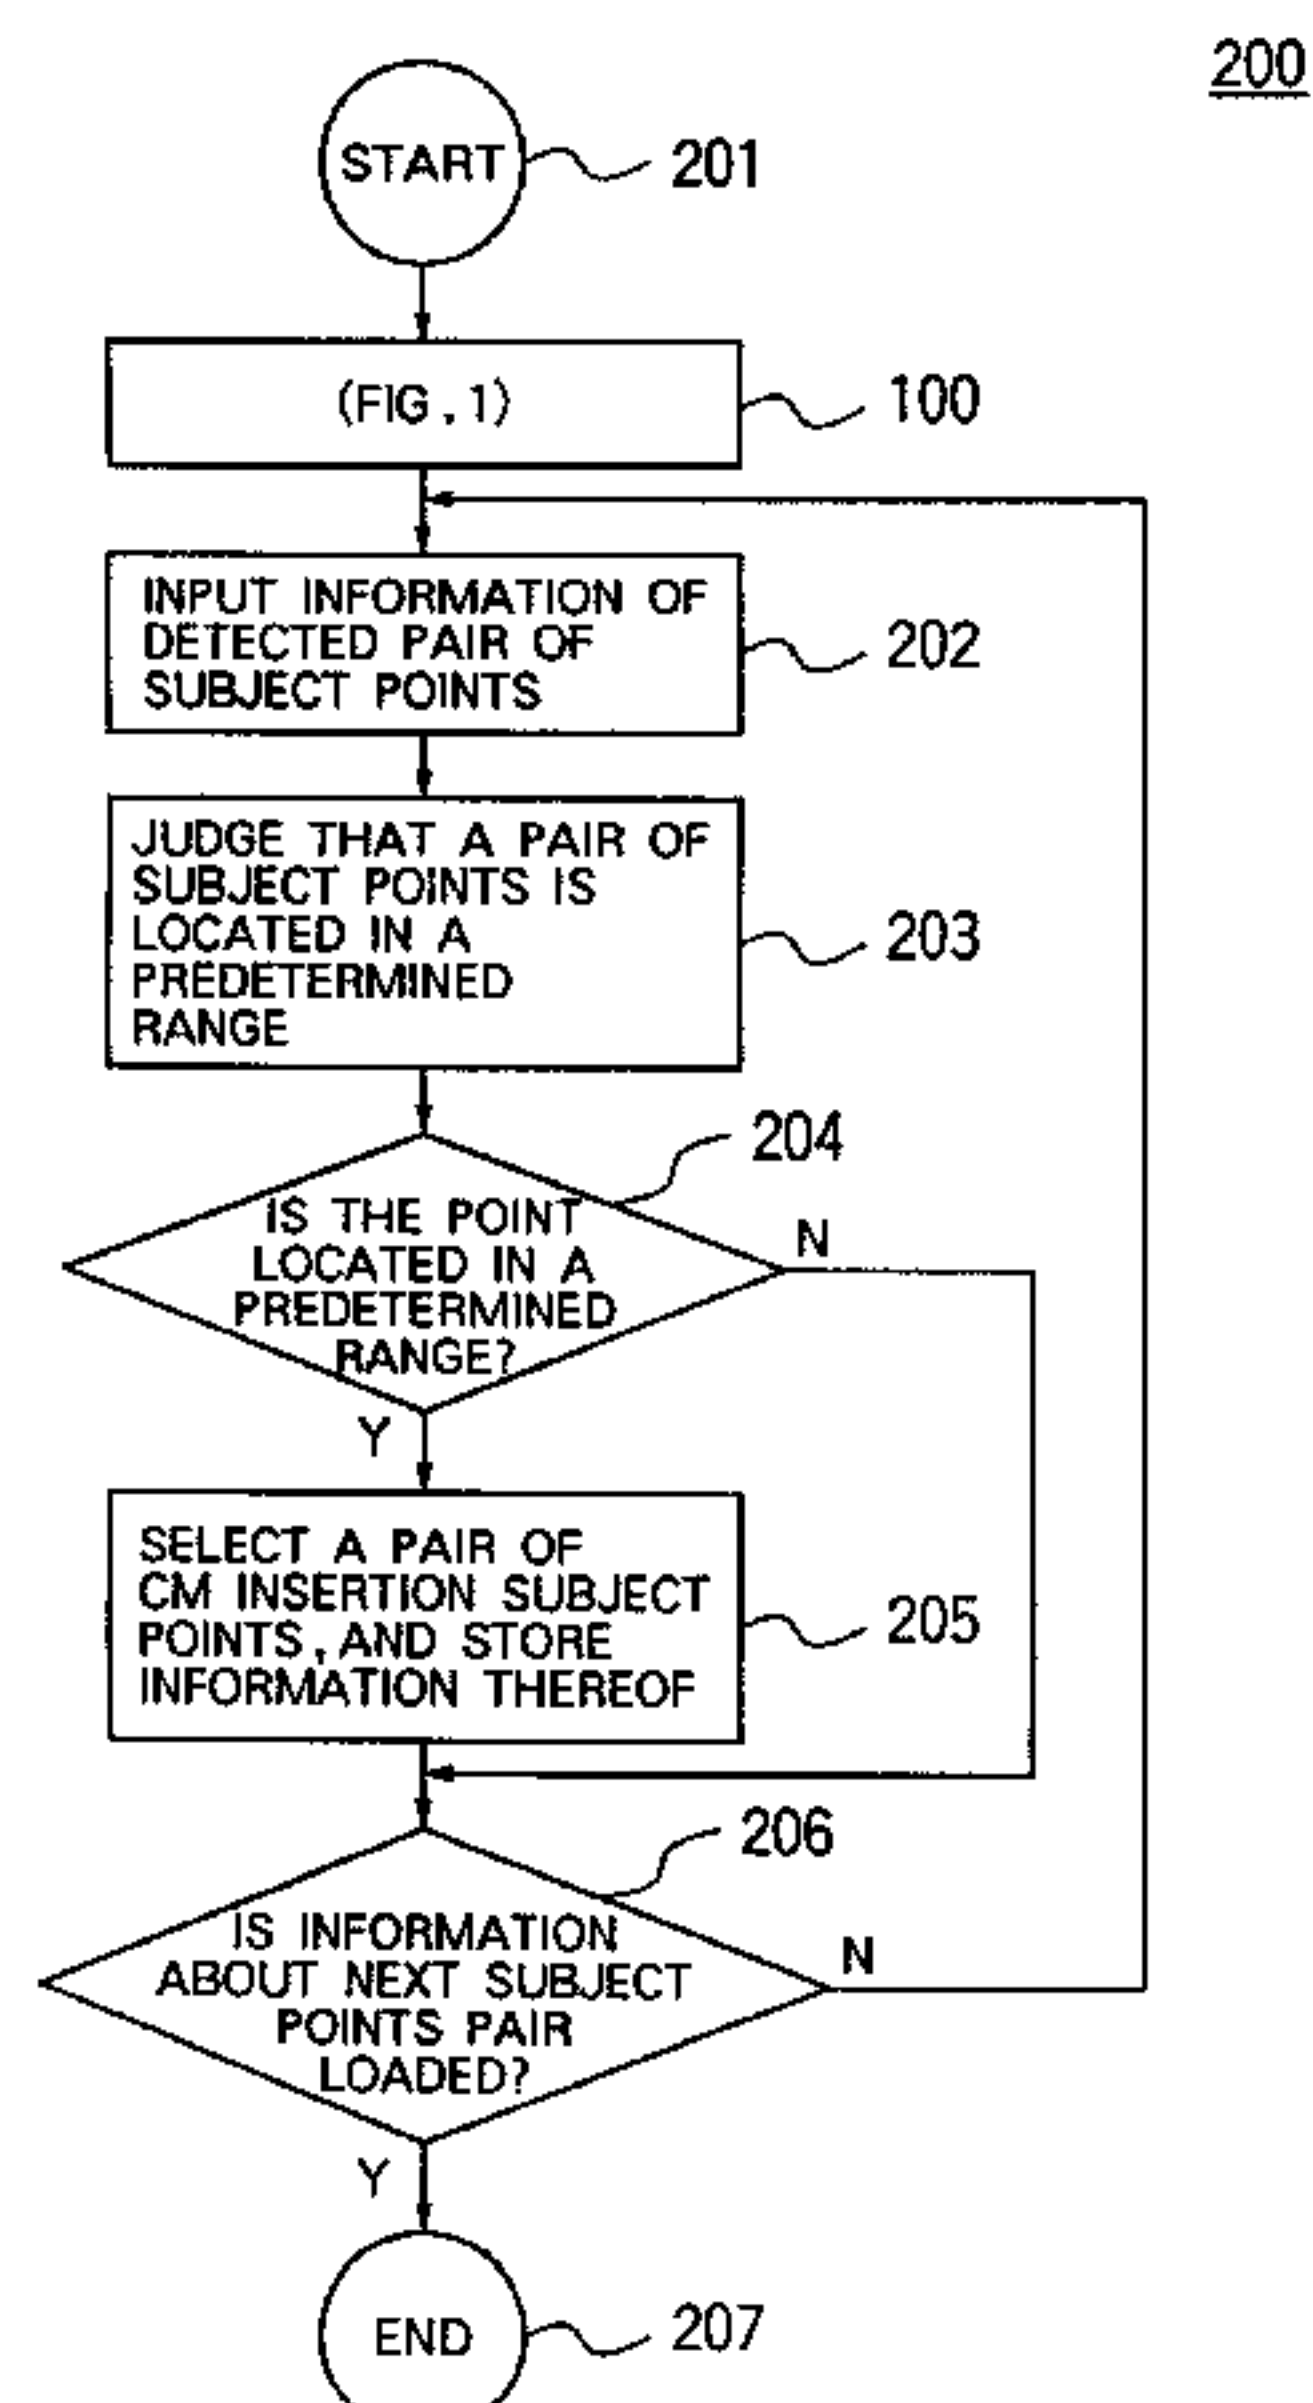 200
START
201
(FIG. 1)
100
INPUT INFORMATION OF
DETECTED PAIR OF
SUBJECT POINTS
202
JUDGE THAT A PAIR OF
SUBJECT POINTS IS
LOCATED IN A
PREDETERMINED
RANGE
203
204
IS THE POINT
LOCATED IN A
PREDETERMINED
RANGE?
N
Y
SELECT A PAIR OF
CM INSERTION SUBJECT
POINTS, AND STORE
INFORMATION THEREOF
205
206
IS INFORMATION
ABOUT NEXT SUBJECT
POINTS PAIR
LOADED?
N
Y
END
207